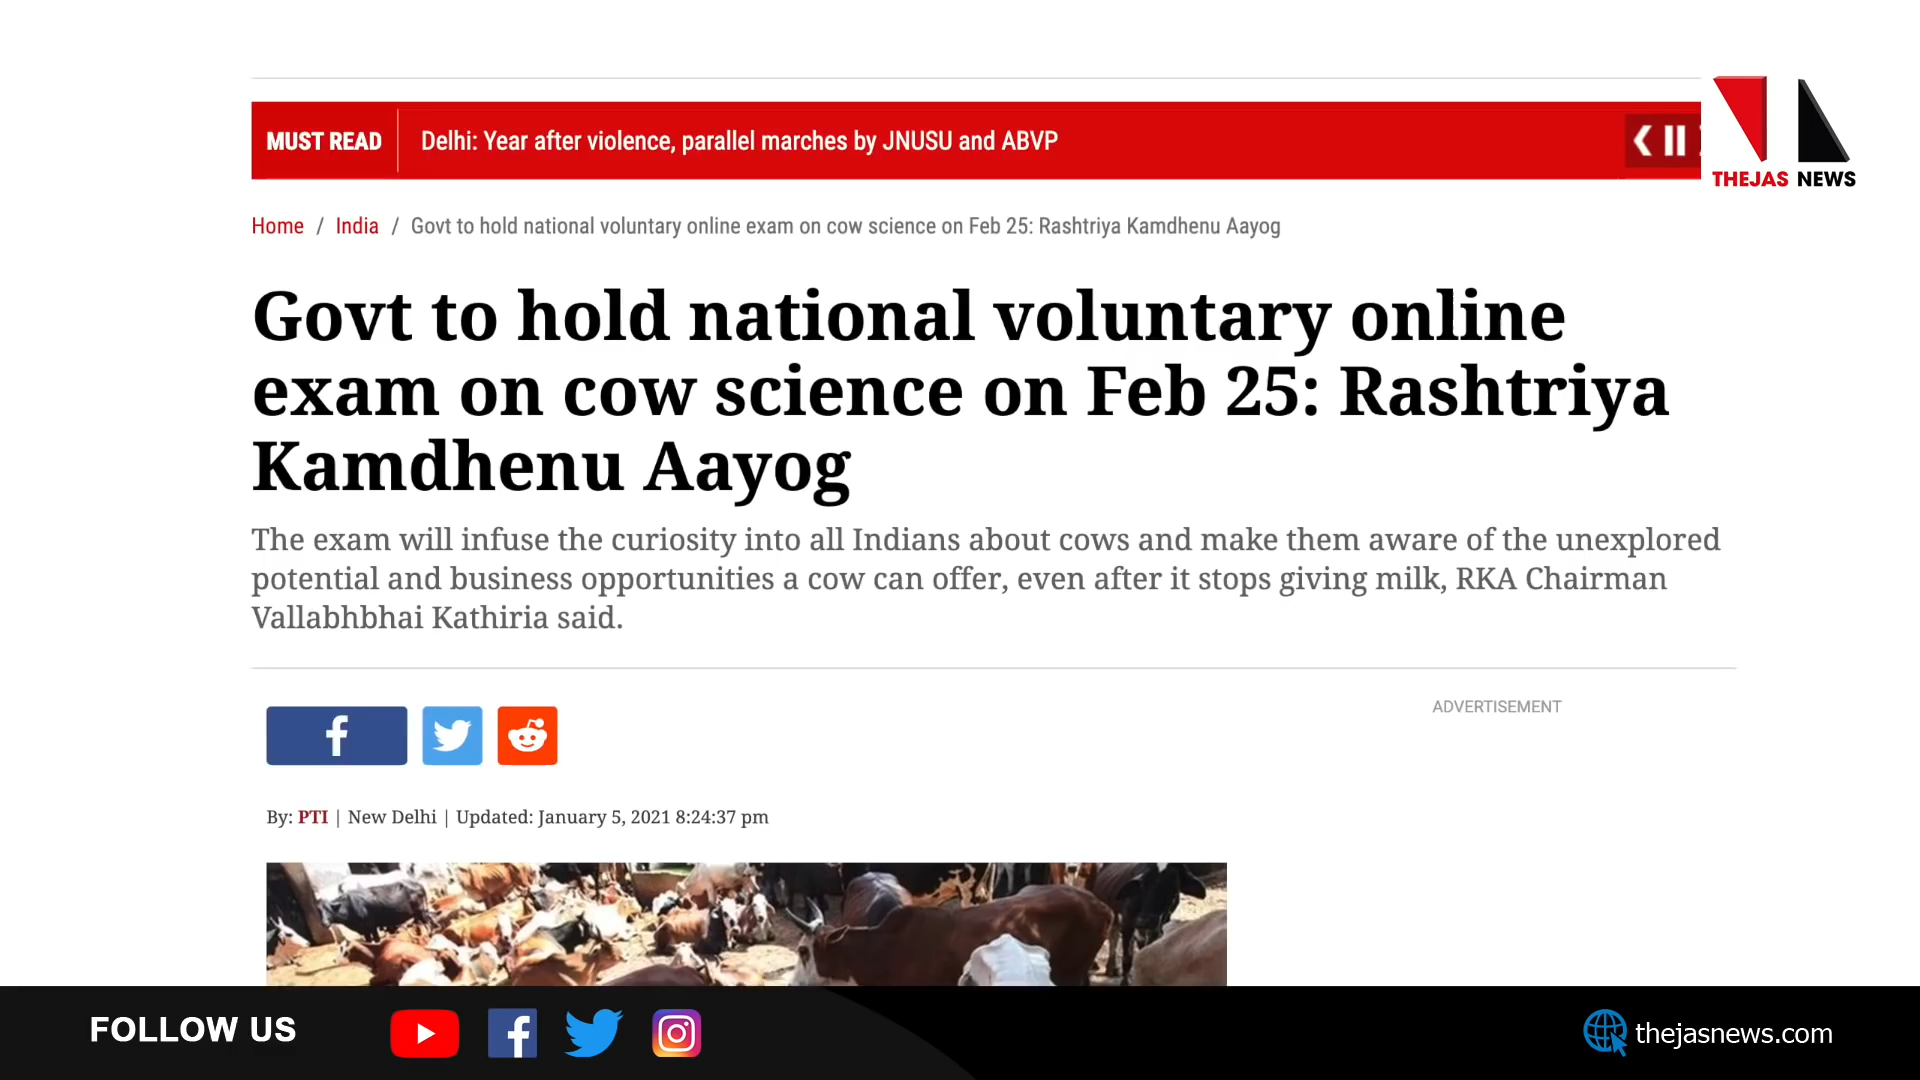 MUST READ
Delhi: Year after violence, parallel marches by JNUSU and ABVP
THEJAS NEWS
Home / India / Govt to hold national voluntary online exam on cow science on Feb 25: Rashtriya Kamdhenu Aayog
Govt to hold national voluntary online
exam on cow science on Feb 25: Rashtriya
Kamdhenu Aayog
The exam will infuse the curiosity into all Indians about cows and make them aware of the unexplored
potential and business opportunities a cow can offer, even after it stops giving milk, RKA Chairman
Vallabhbhai Kathiria said.
ADVERTISEMENT
By: PTI | New Delhi | Updated: January 5, 2021 8:24:37 pm
FOLLOW US
thejasnews.com